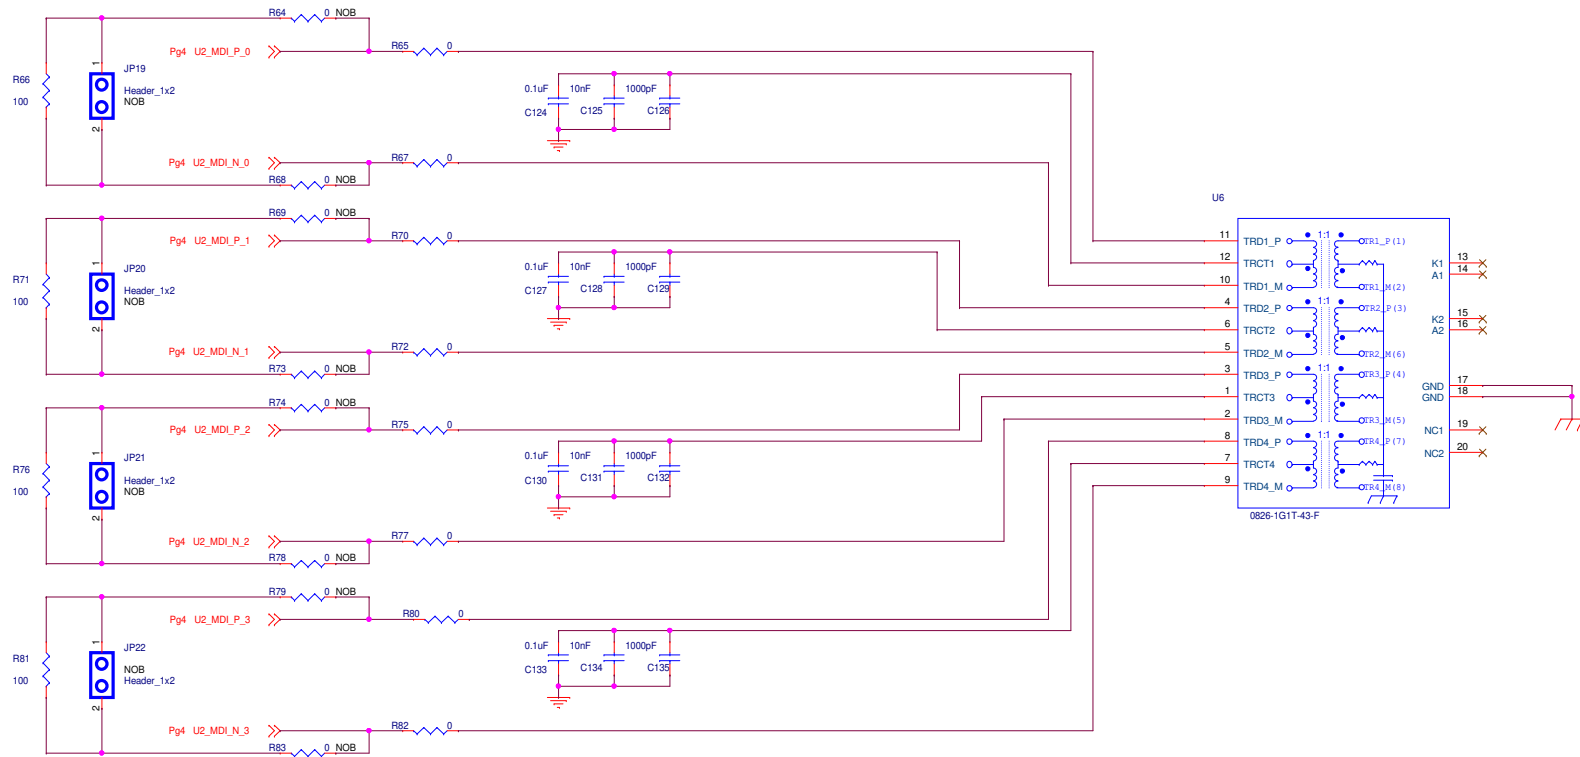 R64 0 NOB
Pg4 U2_MDI_P_0 R65 0
R66 100
JP19
Header_1x2
NOB
1
2
0.1uF 10nF 1000pF
C124 C125 C126
Pg4 U2_MDI_N_0 R67 0
R68 0 NOB
R69 0 NOB
Pg4 U2_MDI_P_1 R70 0
R71 100
JP20
Header_1x2
NOB
1
2
0.1uF 10nF 1000pF
C127 C128 C129
Pg4 U2_MDI_N_1 R72 0
R73 0 NOB
R74 0 NOB
Pg4 U2_MDI_P_2 R75 0
R76 100
JP21
Header_1x2
NOB
1
2
0.1uF 10nF 1000pF
C130 C131 C132
Pg4 U2_MDI_N_2 R77 0
R78 0 NOB
R79 0 NOB
Pg4 U2_MDI_P_3 R80 0
R81 100
JP22
NOB
Header_1x2
1
2
0.1uF 10nF 1000pF
C133 C134 C135
Pg4 U2_MDI_N_3 R82 0
R83 0 NOB
U6
11 TRD1_P 1:1 TR1_P(1)
12 TRCT1 K1 13
A1 14
10 TRD1_M TR1_M(2)
4 TRD2_P 1:1 TR2_P(3)
K2 15
6 TRCT2 A2 16
5 TRD2_M TR2_M(6)
3 TRD3_P 1:1 TR3_P(4)
GND 17
1 TRCT3 GND 18
2 TRD3_M TR3_M(5)
NC1 19
8 TRD4_P 1:1 TR4_P(7)
NC2 20
7 TRCT4
9 TRD4_M TR4_M(8)
0826-1G1T-43-F